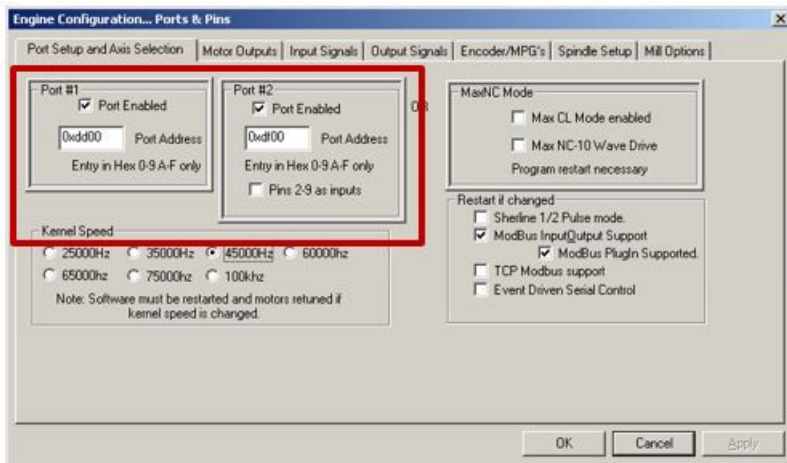 Engine Configuration... Ports & Pins
Port Setup and Axis Selection
Motor Outputs
Input Signals
Output Signals
Encoder/MPG's
Spindle Setup
Mill Options
Port #1
Port Enabled
0xdd00 Port Address
Entry in Hex 0-9 A-F only
Port #2
Port Enabled
0xdf00 Port Address
Entry in Hex 0-9 A-F only
Pins 2-9 as inputs
MaxNC Mode
Max CL Mode enabled
Max NC-10 Wave Drive
Program restart necessary
Restart if changed
Sherline 1/2 Pulse mode.
ModBus InputOutput Support
ModBus PlugIn Supported.
TCP Modbus support
Event Driven Serial Control
Kernel Speed
25000Hz 35000Hz 45000Hz 60000hz
65000hz 75000hz 100khz
Note: Software must be restarted and motors retuned if
kernel speed is changed.
OK
Cancel
Apply